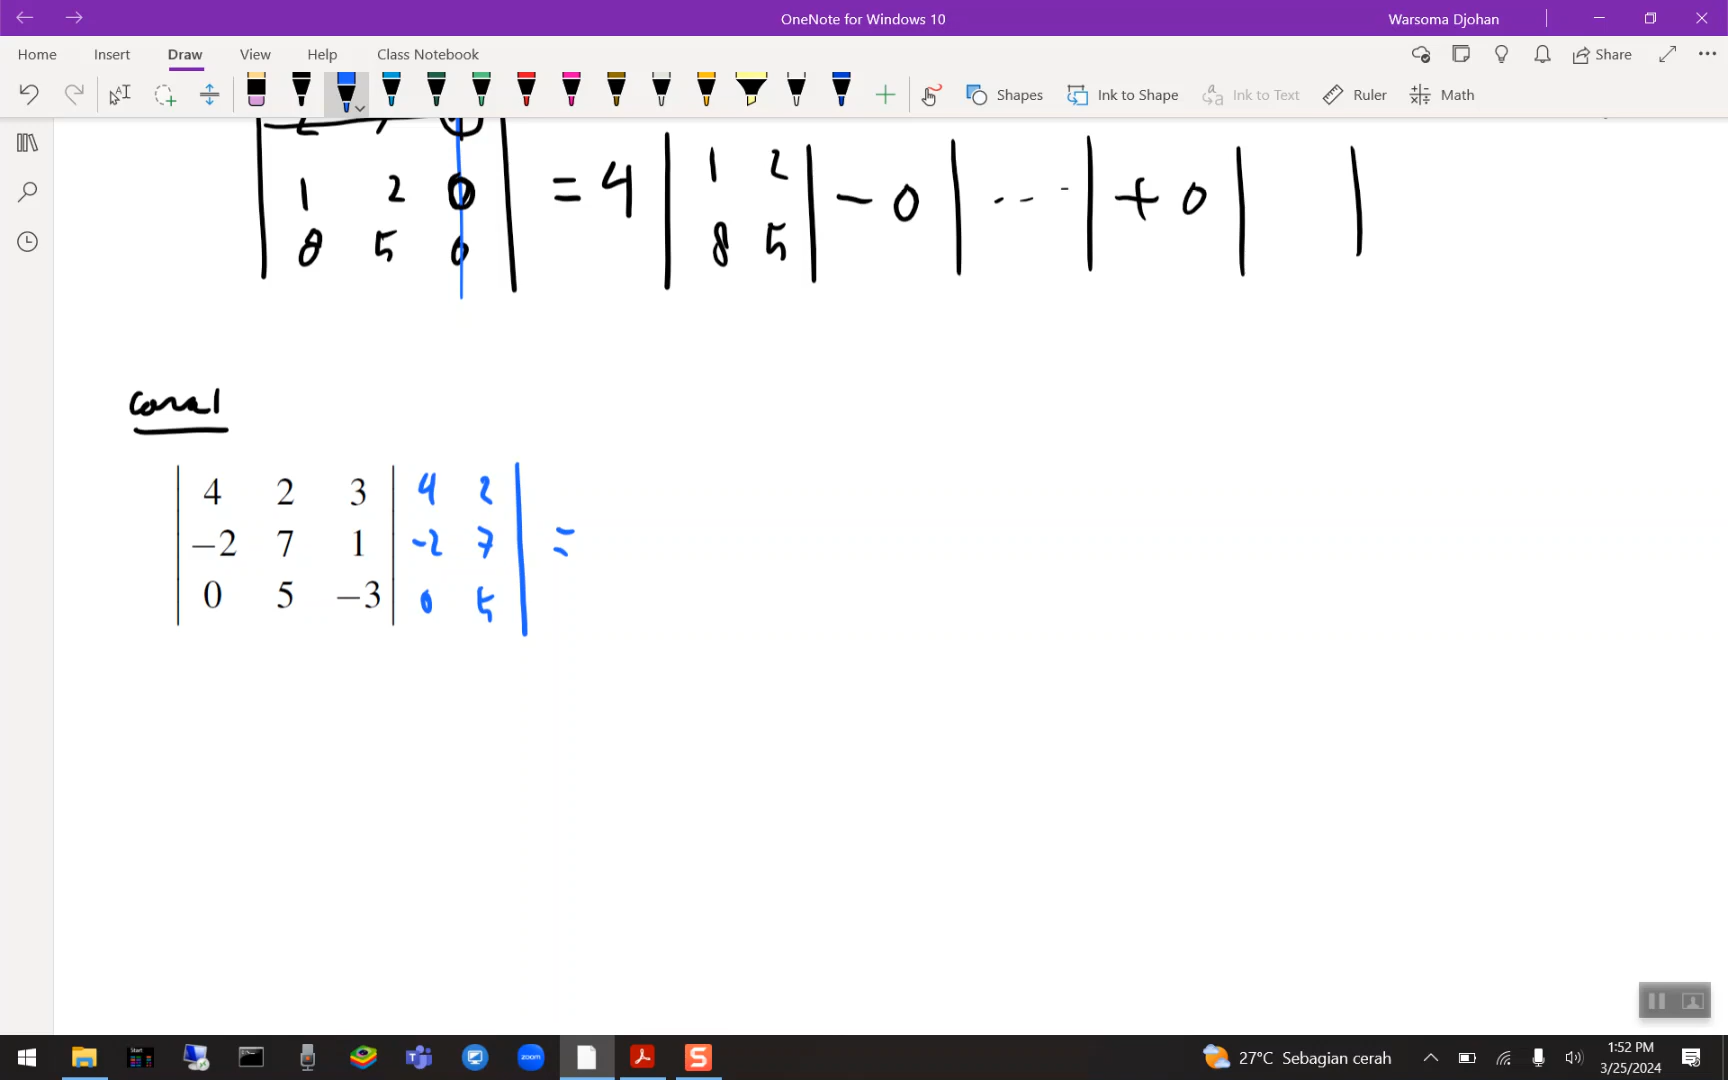 OneNote for Windows 10
Warsoma Djohan
Home Insert Draw View Help Class Notebook
Share
Shapes Ink to Shape Ink to Text Ruler Math
1 2 0
8 5 0
= 4 | 1 2 | - 0 | ... | + 0 | |
8 5
4 2 3 | 4 2
−2 7 1 | -2 7 | =
0 5 −3 | 0 5
Start
zoom
27°C Sebagian cerah
1:52 PM
3/25/2024